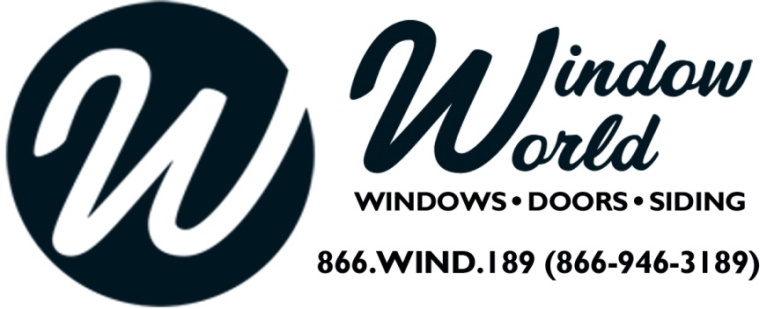 W
Window
World
WINDOWS • DOORS • SIDING
866.WIND.189 (866-946-3189)